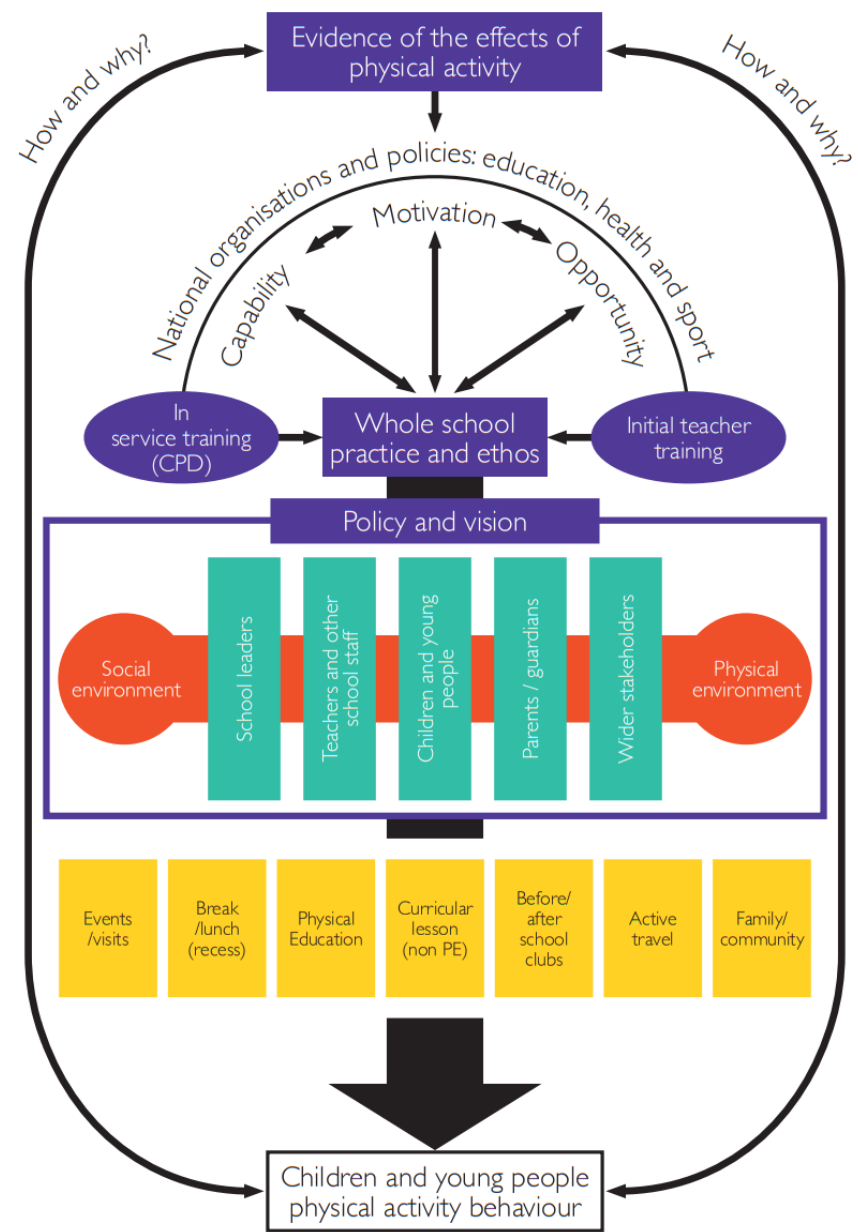 Evidence of the effects of
physical activity
How and why?
How and why?
National organisations and policies: education, health and sport
Motivation
Capability
Opportunity
In
service training
(CPD)
Whole school
practice and ethos
Initial teacher
training
Policy and vision
Social
environment
School leaders
Teachers and other
school staff
Children and young
people
Parents / guardians
Wider stakeholders
Physical
environment
Events
/visits
Break
/lunch
(recess)
Physical
Education
Curricular
lesson
(non PE)
Before/
after
school
clubs
Active
travel
Family/
community
Children and young people
physical activity behaviour